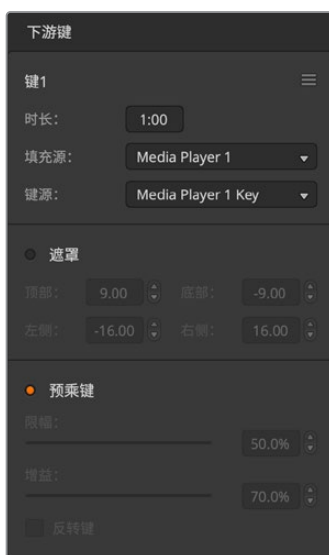 下游键
键1
时长： 1:00
填充源： Media Player 1
键源： Media Player 1 Key
遮罩
顶部： 9.00 底部： -9.00
左侧： -16.00 右侧： 16.00
预乘键
限幅：
50.0%
增益：
70.0%
反转键